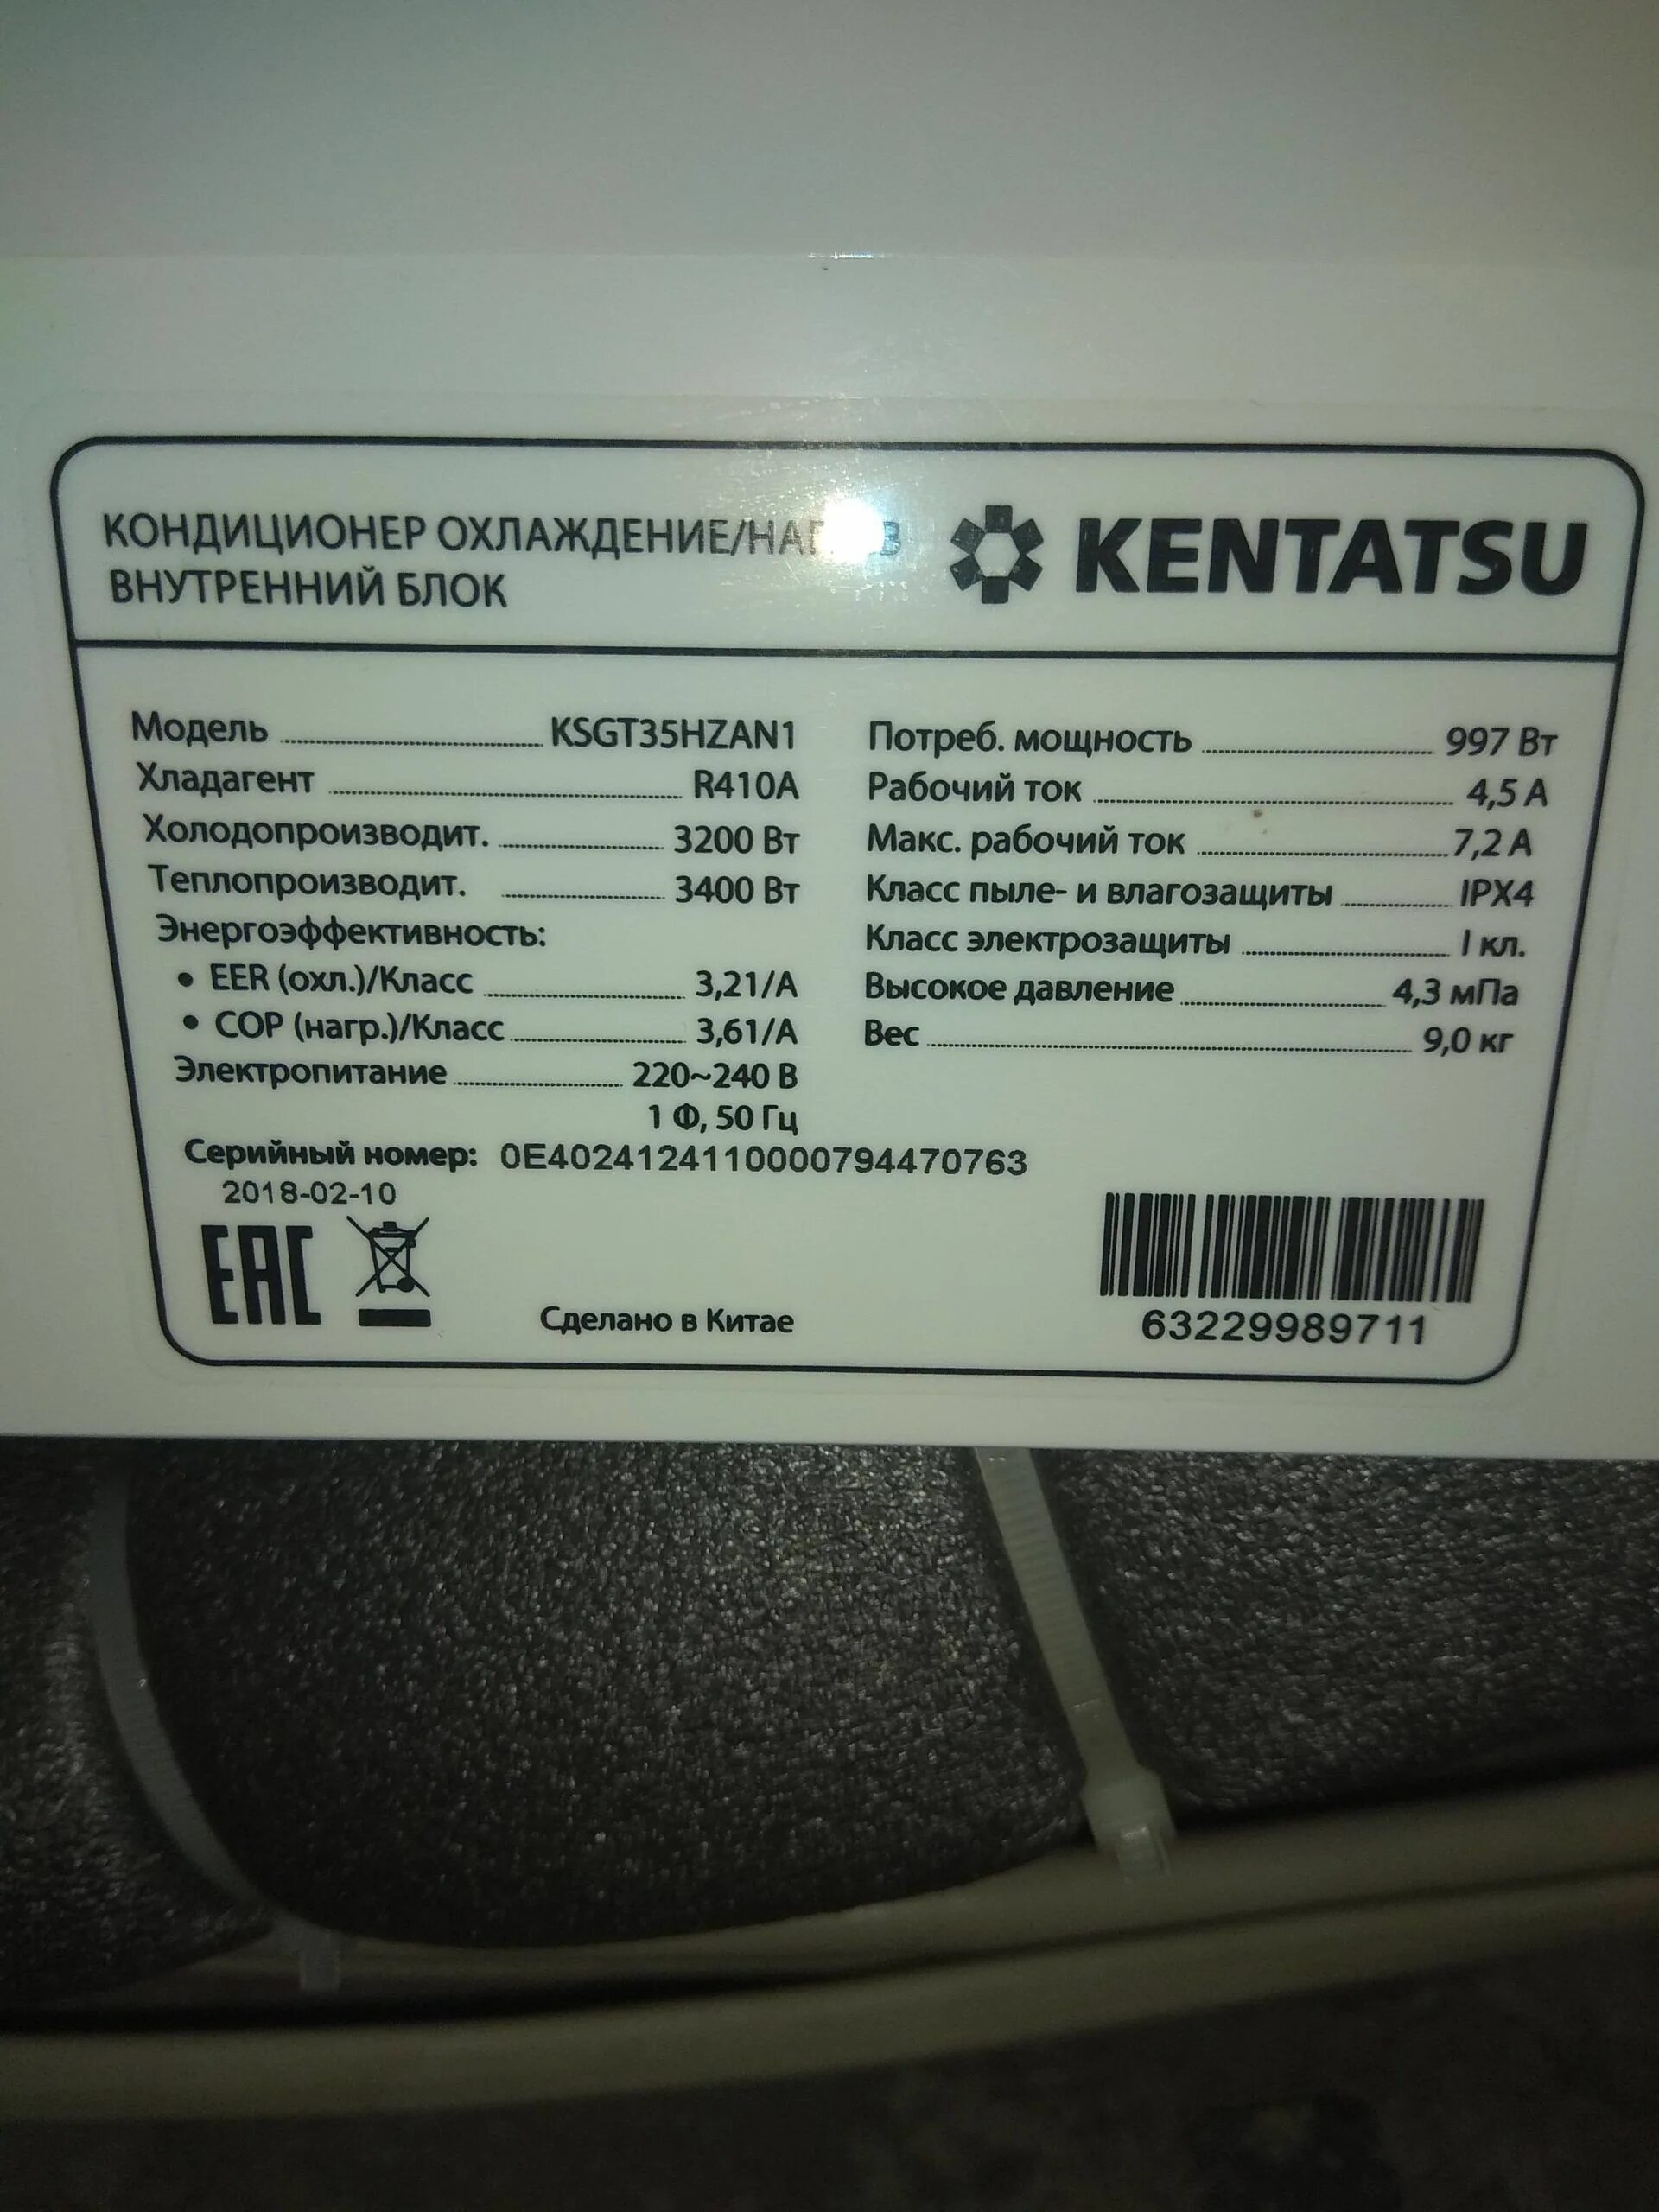 КОНДИЦИОНЕР ОХЛАЖДЕНИЕ/
ВНУТРЕННИЙ БЛОК
KENTATSU
Модель KSGT35HZAN1
Хладагент R410A
Холодопроизводит. 3200 Вт
Теплопроизводит. 3400 Вт
Энергоэффективность:
• EER (охл.)/Класс 3,21/A
• COP (нагр.)/Класс 3,61/A
Электропитание 220~240 В
1 Ф, 50 Гц
Потреб. мощность 997 Вт
Рабочий ток 4,5 А
Макс. рабочий ток 7,2 А
Класс пыле- и влагозащиты IPX4
Класс электрозащиты I кл.
Высокое давление 4,3 мПа
Вес 9,0 кг
Серийный номер: 0E4024124110000794470763
2018-02-10
EAC
Сделано в Китае
63229989711